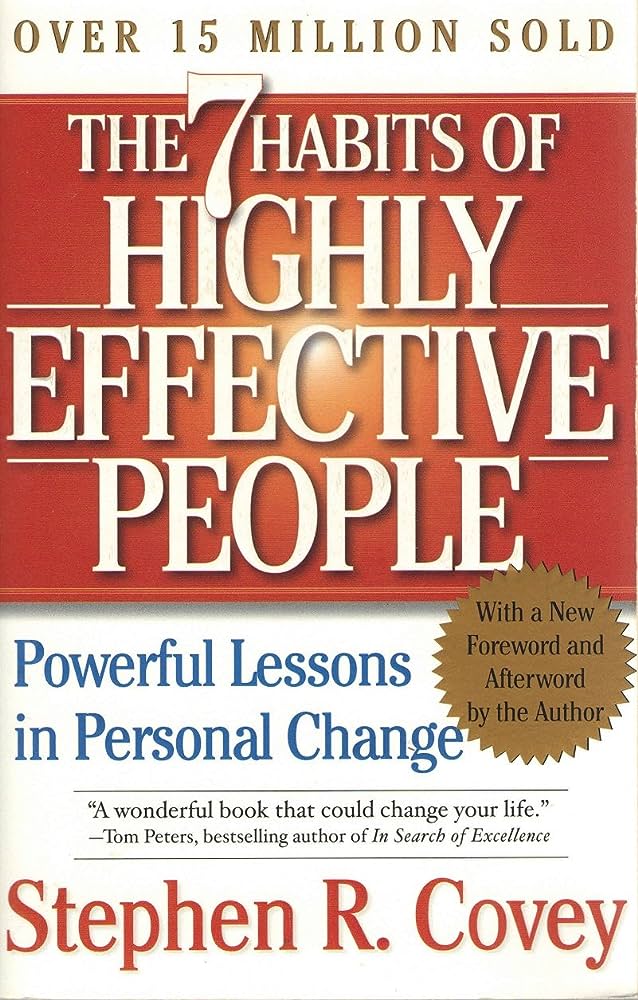 OVER 15 MILLION SOLD
THE 7 HABITS OF
HIGHLY
EFFECTIVE
PEOPLE
With a New
Foreword and
Afterword
by the Author
Powerful Lessons
in Personal Change
“A wonderful book that could change your life.”
—Tom Peters, bestselling author of In Search of Excellence
Stephen R. Covey